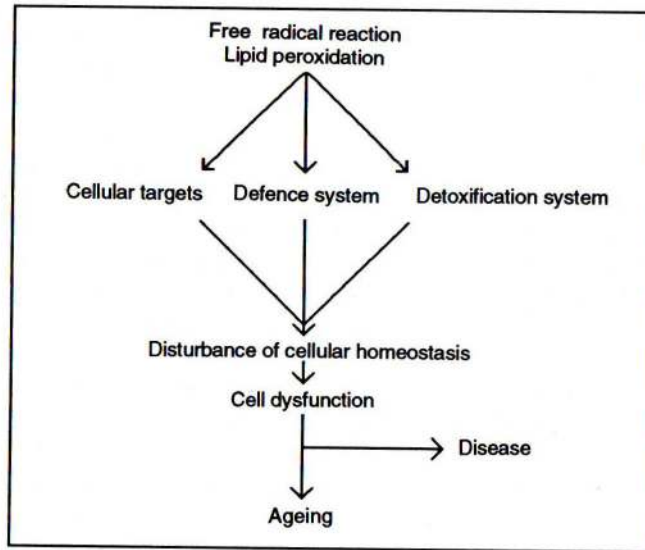 Free radical reaction
Lipid peroxidation
Cellular targets
Defence system
Detoxification system
Disturbance of cellular homeostasis
Cell dysfunction
Disease
Ageing